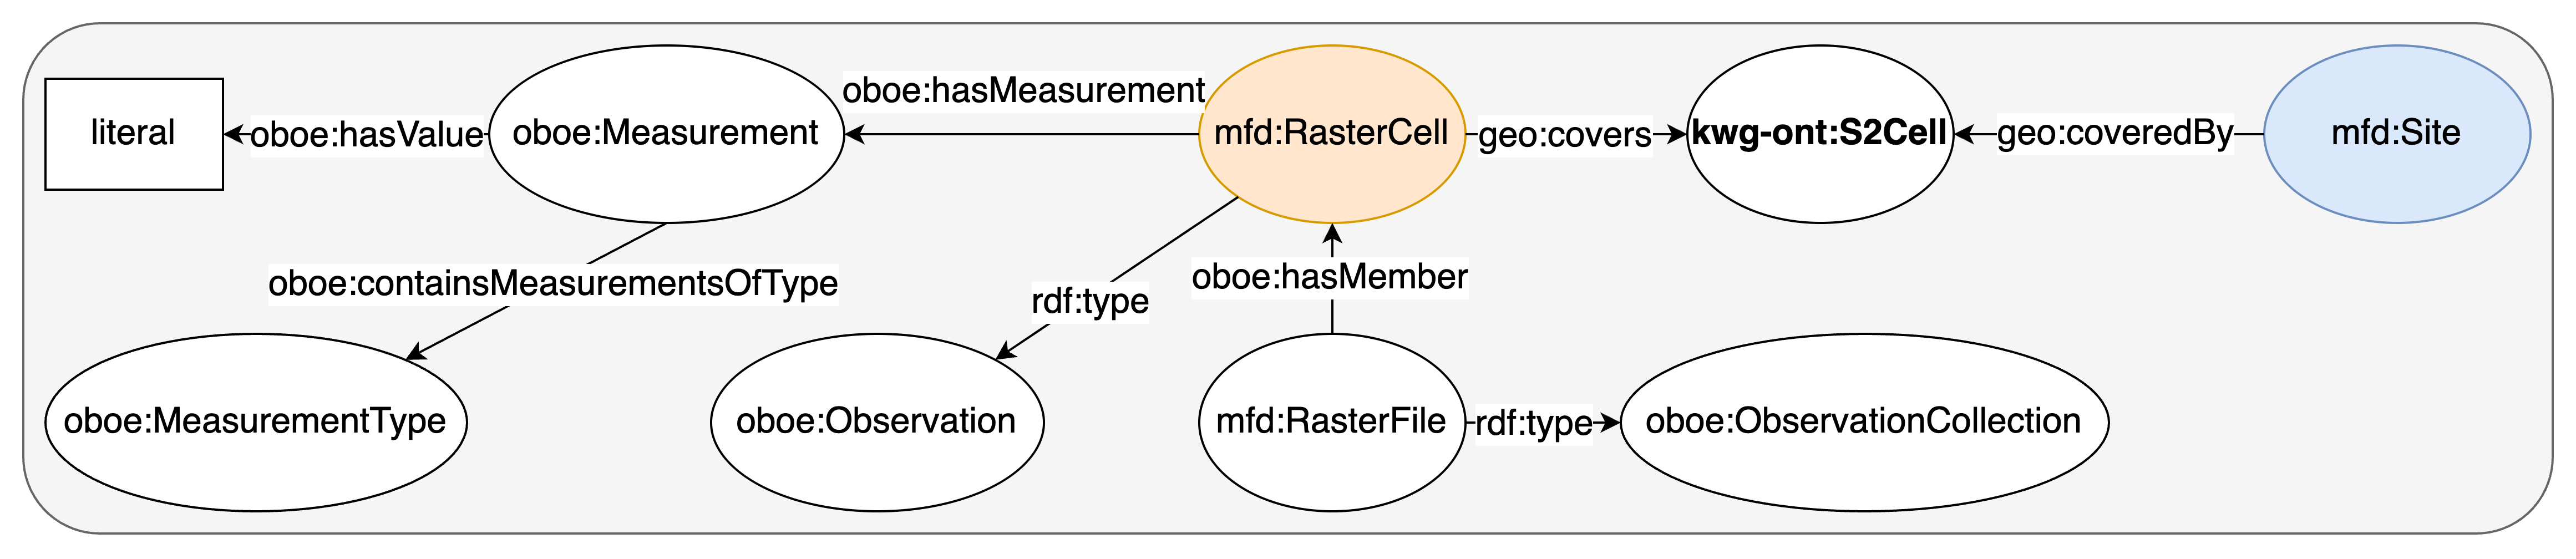 literal
oboe:hasValue
oboe:Measurement
oboe:hasMeasurement
mfd:RasterCell
geo:covers
kwg-ont:S2Cell
geo:coveredBy
mfd:Site
oboe:containsMeasurementsOfType
rdf:type
oboe:hasMember
oboe:MeasurementType
oboe:Observation
mfd:RasterFile
rdf:type
oboe:ObservationCollection